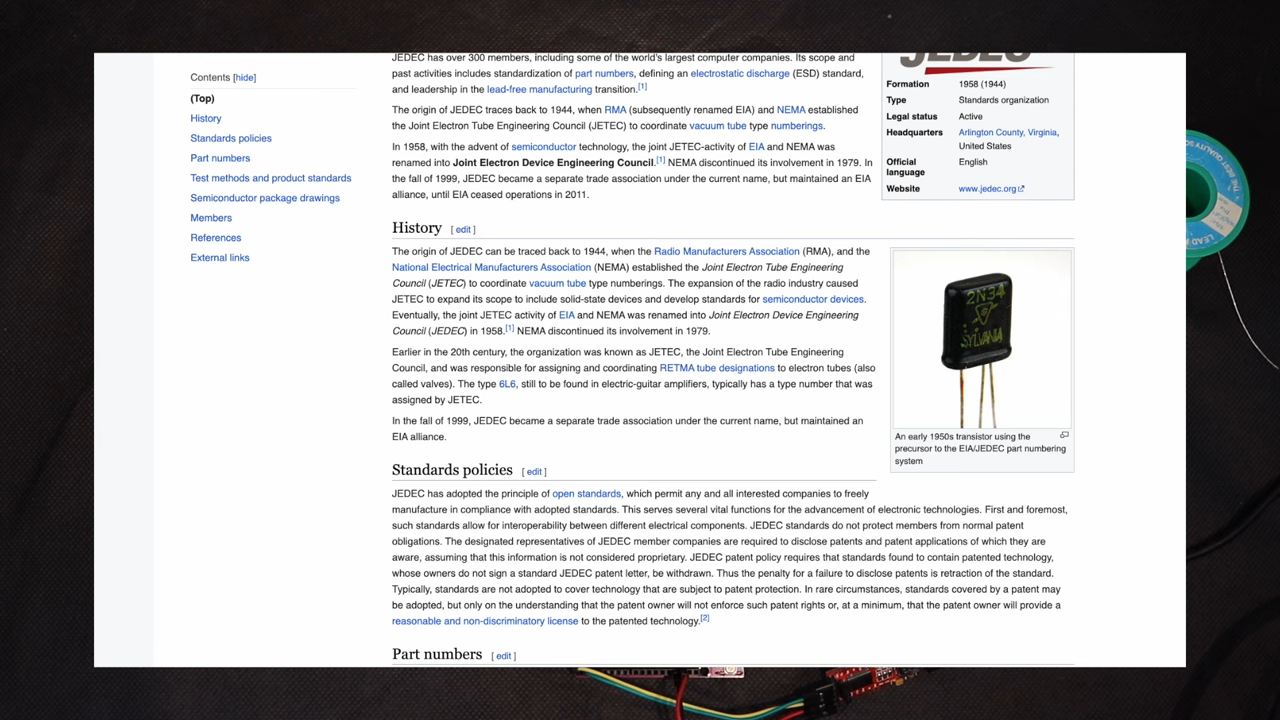 Contents [hide]
(Top)
History
Standards policies
Part numbers
Test methods and product standards
Semiconductor package drawings
Members
References
External links
JEDEC has over 300 members, including some of the world's largest computer companies. Its scope and
past activities includes standardization of part numbers, defining an electrostatic discharge (ESD) standard,
and leadership in the lead-free manufacturing transition.[1]
The origin of JEDEC traces back to 1944, when RMA (subsequently renamed EIA) and NEMA established
the Joint Electron Tube Engineering Council (JETEC) to coordinate vacuum tube type numberings.
In 1958, with the advent of semiconductor technology, the joint JETEC-activity of EIA and NEMA was
renamed into Joint Electron Device Engineering Council.[1] NEMA discontinued its involvement in 1979. In
the fall of 1999, JEDEC became a separate trade association under the current name, but maintained an EIA
alliance, until EIA ceased operations in 2011.
JEDEC
Formation 1958 (1944)
Type Standards organization
Legal status Active
Headquarters Arlington County, Virginia,
United States
Official English
language
Website www.jedec.org
History [ edit ]
The origin of JEDEC can be traced back to 1944, when the Radio Manufacturers Association (RMA), and the
National Electrical Manufacturers Association (NEMA) established the Joint Electron Tube Engineering
Council (JETEC) to coordinate vacuum tube type numberings. The expansion of the radio industry caused
JETEC to expand its scope to include solid-state devices and develop standards for semiconductor devices.
Eventually, the joint JETEC activity of EIA and NEMA was renamed into Joint Electron Device Engineering
Council (JEDEC) in 1958.[1] NEMA discontinued its involvement in 1979.
Earlier in the 20th century, the organization was known as JETEC, the Joint Electron Tube Engineering
Council, and was responsible for assigning and coordinating RETMA tube designations to electron tubes (also
called valves). The type 6L6, still to be found in electric-guitar amplifiers, typically has a type number that was
assigned by JETEC.
In the fall of 1999, JEDEC became a separate trade association under the current name, but maintained an
EIA alliance.
2N34
SYLVANIA
An early 1950s transistor using the
precursor to the EIA/JEDEC part numbering
system
Standards policies [ edit ]
JEDEC has adopted the principle of open standards, which permit any and all interested companies to freely
manufacture in compliance with adopted standards. This serves several vital functions for the advancement of electronic technologies. First and foremost,
such standards allow for interoperability between different electrical components. JEDEC standards do not protect members from normal patent
obligations. The designated representatives of JEDEC member companies are required to disclose patents and patent applications of which they are
aware, assuming that this information is not considered proprietary. JEDEC patent policy requires that standards found to contain patented technology,
whose owners do not sign a standard JEDEC patent letter, be withdrawn. Thus the penalty for a failure to disclose patents is retraction of the standard.
Typically, standards are not adopted to cover technology that are subject to patent protection. In rare circumstances, standards covered by a patent may
be adopted, but only on the understanding that the patent owner will not enforce such patent rights or, at a minimum, that the patent owner will provide a
reasonable and non-discriminatory license to the patented technology.[2]
Part numbers [ edit ]
LEAD